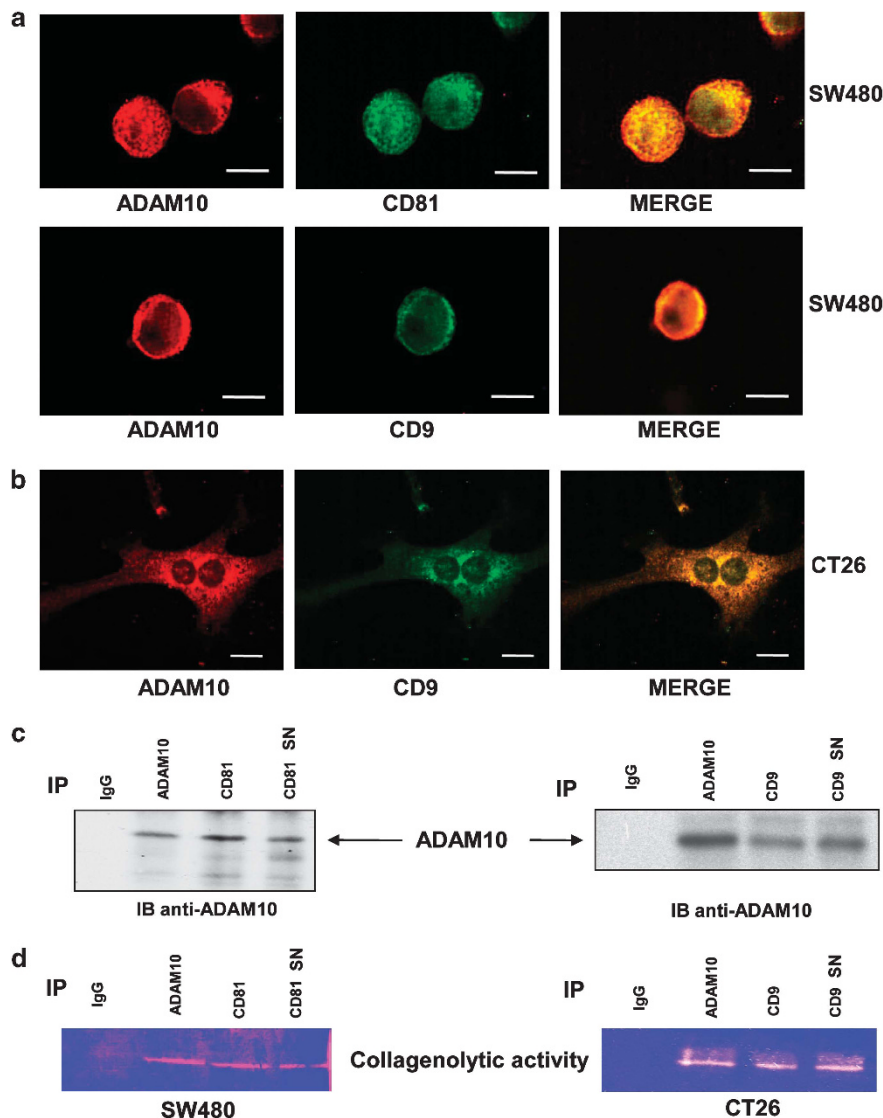 a
SW480
ADAM10 CD81 MERGE
SW480
ADAM10 CD9 MERGE
b
CT26
ADAM10 CD9 MERGE
c
IP IgG ADAM10 CD81 CD81 SN
IP IgG ADAM10 CD9 CD9 SN
ADAM10
IB anti-ADAM10 IB anti-ADAM10
d
IP IgG ADAM10 CD81 CD81 SN
IP IgG ADAM10 CD9 CD9 SN
Collagenolytic activity
SW480 CT26